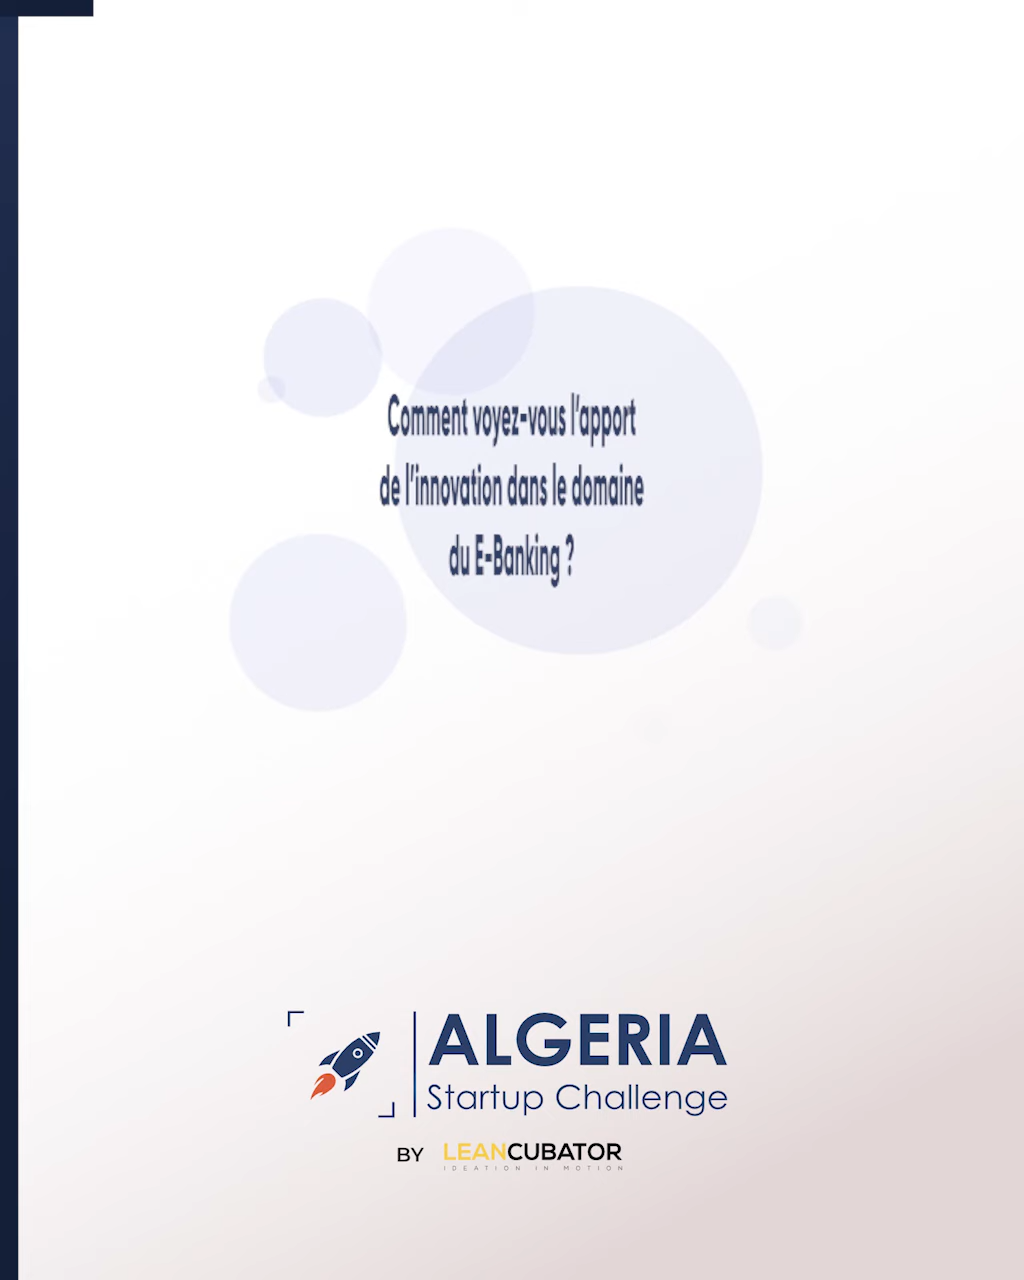 Comment voyez-vous l'apport
de l'innovation dans le domaine
du E-Banking ?
ALGERIA
Startup Challenge
BY LEANCUBATOR
IDEATION IN MOTION